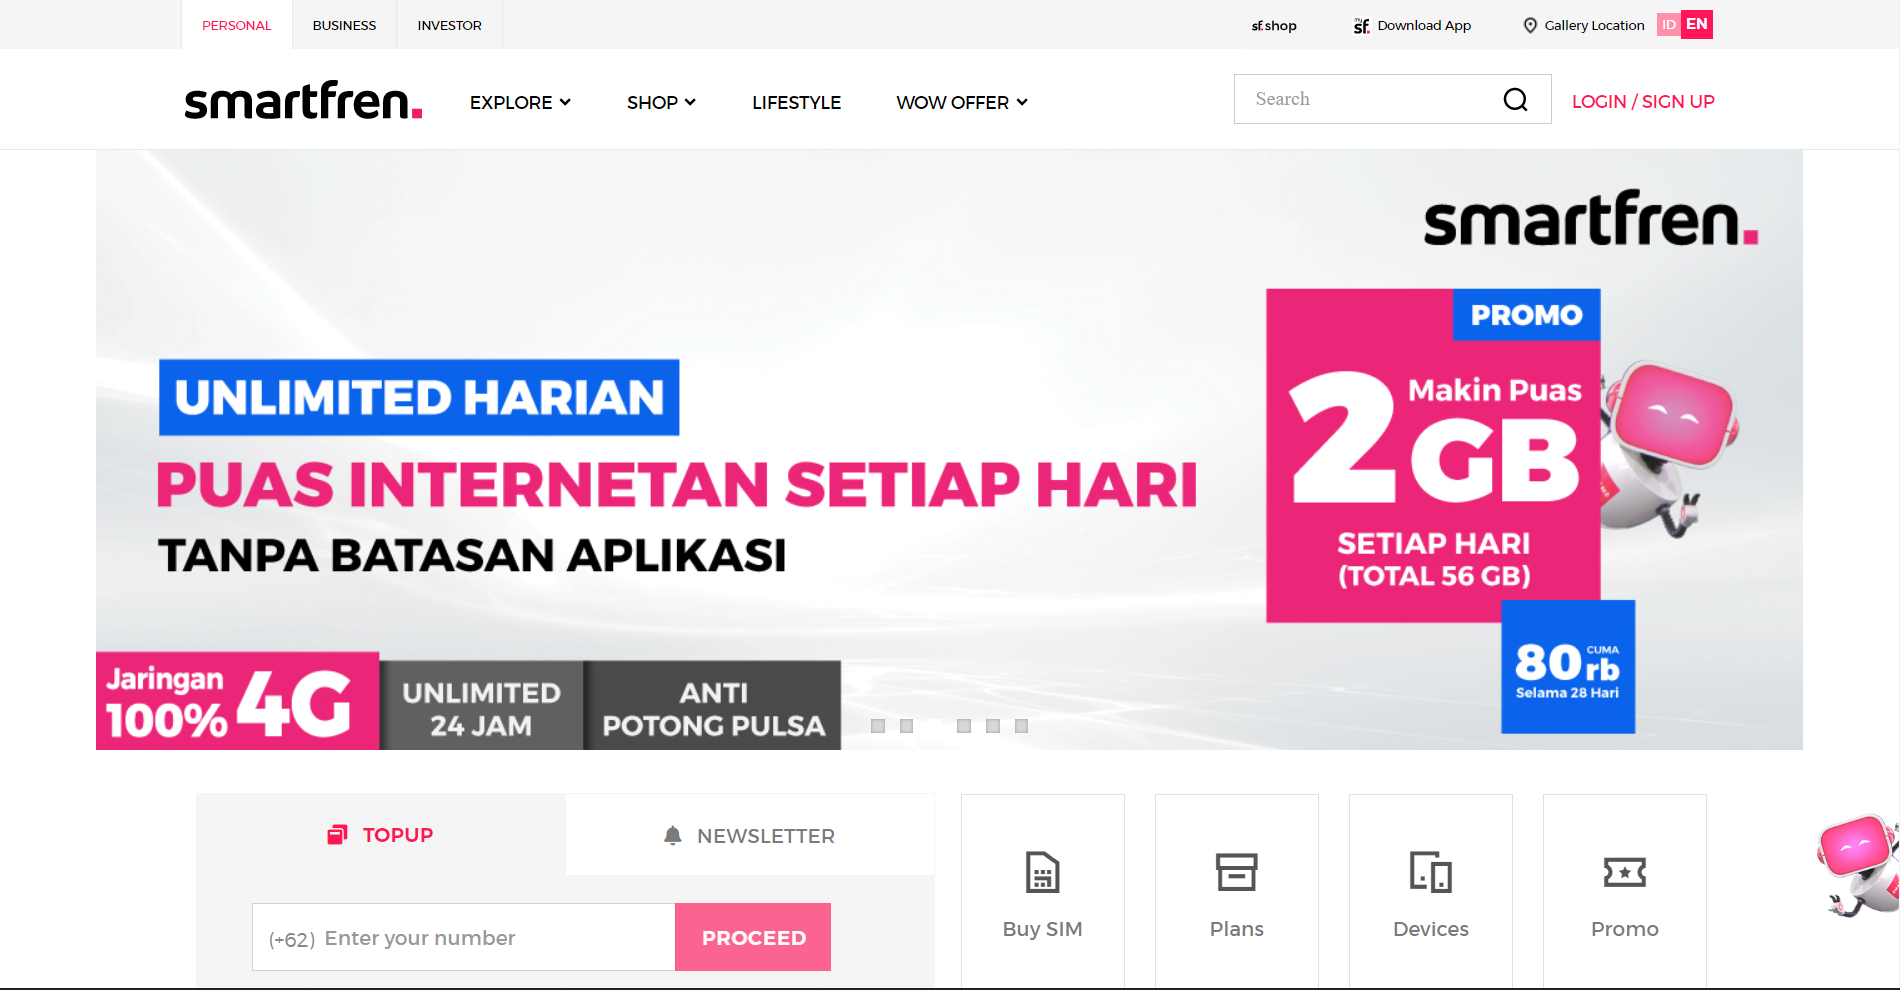 PERSONAL
BUSINESS
INVESTOR
sf.shop
my sf. Download App
Gallery Location
ID
EN
smartfren.
EXPLORE
SHOP
LIFESTYLE
WOW OFFER
Search
LOGIN / SIGN UP
smartfren.
UNLIMITED HARIAN
PUAS INTERNETAN SETIAP HARI
TANPA BATASAN APLIKASI
PROMO
Makin Puas
2GB
SETIAP HARI
(TOTAL 56 GB)
CUMA
80rb
Selama 28 Hari
Jaringan
100% 4G
UNLIMITED
24 JAM
ANTI
POTONG PULSA
TOPUP
NEWSLETTER
(+62) Enter your number
PROCEED
Buy SIM
Plans
Devices
Promo